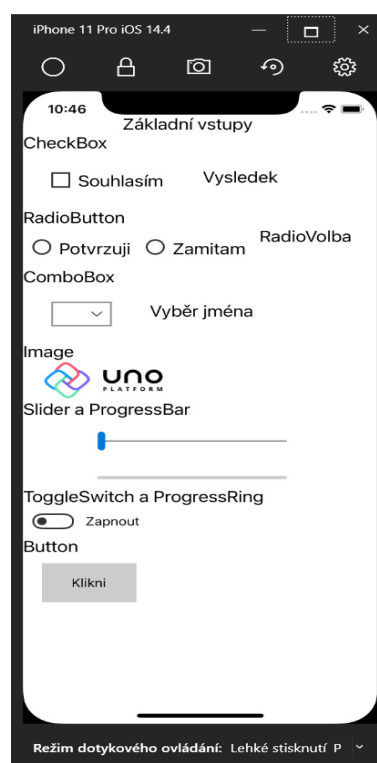 iPhone 11 Pro iOS 14.4
10:46
Základní vstupy
CheckBox
Souhlasím Vysledek
RadioButton
Potvrzuji Zamitam RadioVolba
ComboBox
Vyběr jména
Image
UNO
PLATFORM
Slider a ProgressBar
ToggleSwitch a ProgressRing
Zapnout
Button
Klikni
Režim dotykového ovládání: Lehké stisknutí P